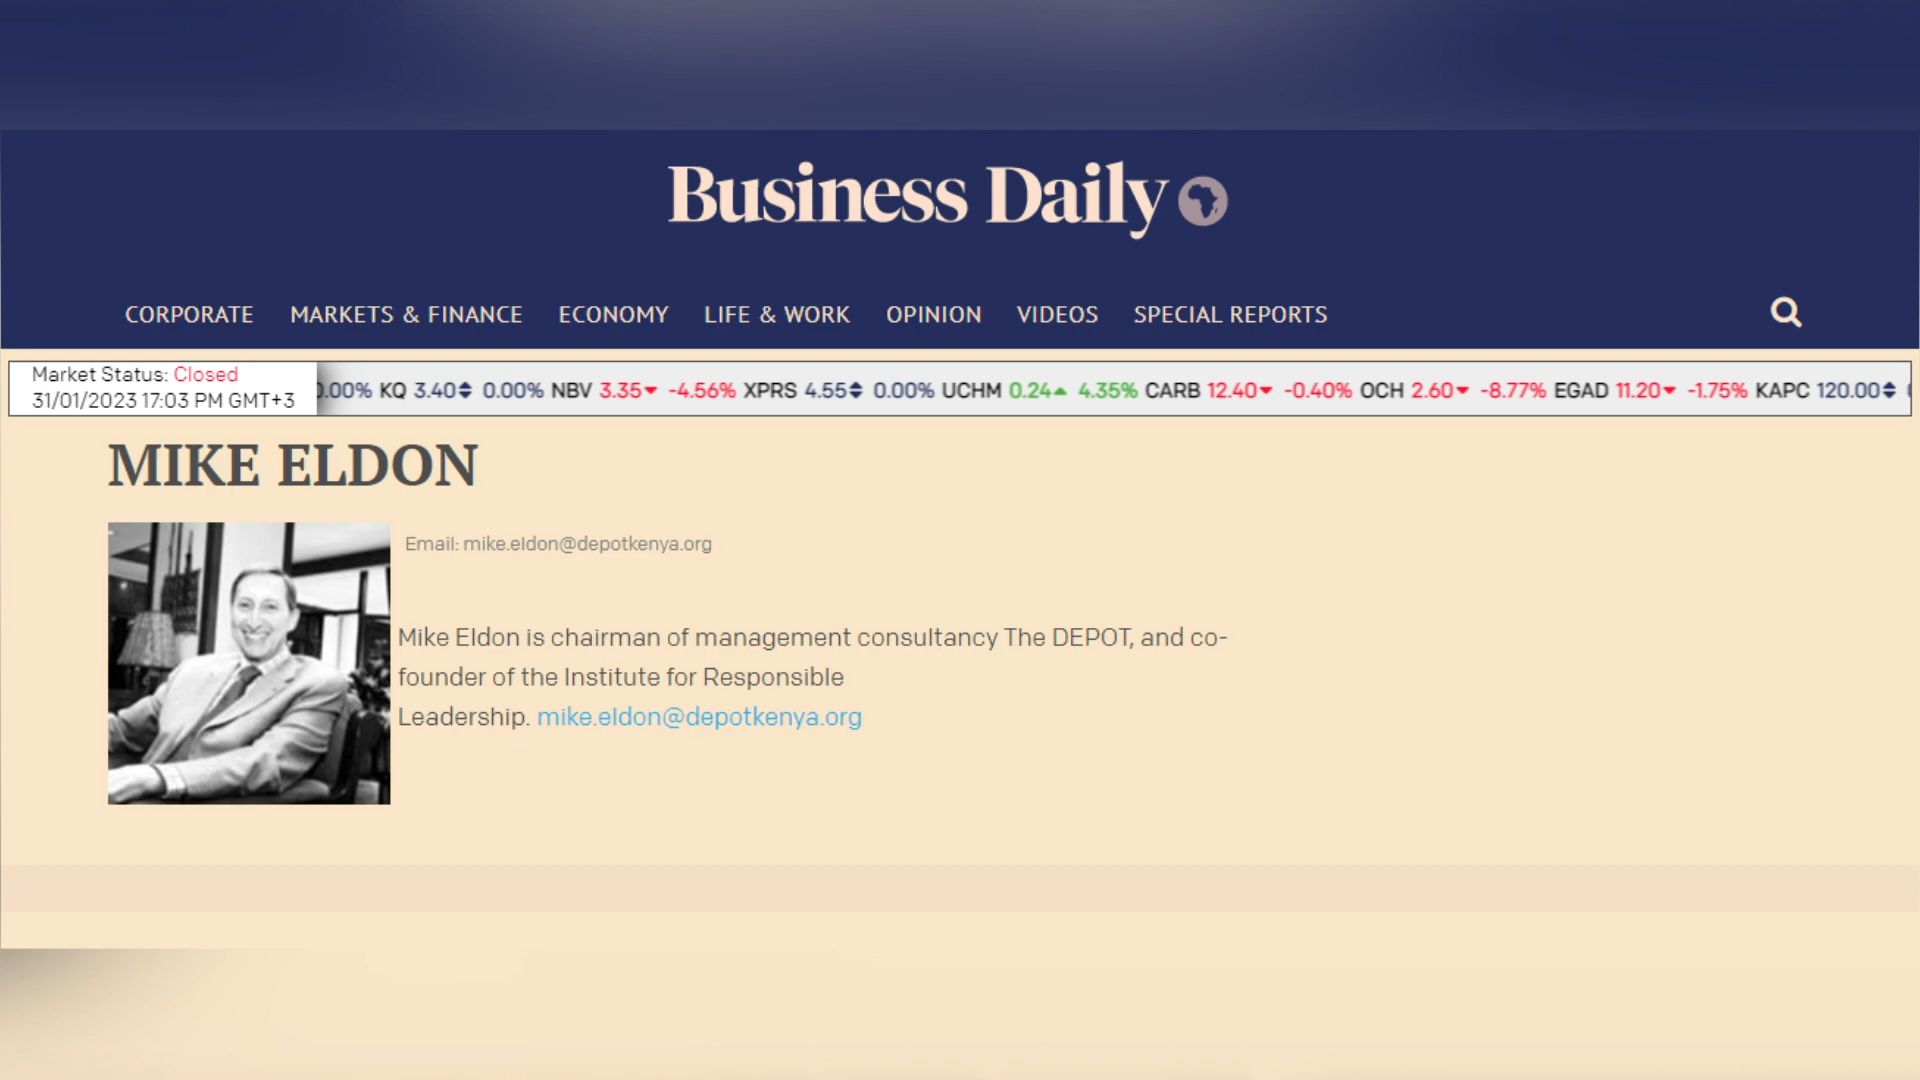 Business Daily
CORPORATE MARKETS & FINANCE ECONOMY LIFE & WORK OPINION VIDEOS SPECIAL REPORTS
Market Status: Closed
31/01/2023 17:03 PM GMT+3
0.00% KQ 3.40 0.00% NBV 3.35 -4.56% XPRS 4.55 0.00% UCHM 0.24 4.35% CARB 12.40 -0.40% OCH 2.60 -8.77% EGAD 11.20 -1.75% KAPC 120.00
MIKE ELDON
Email: mike.eldon@depotkenya.org
Mike Eldon is chairman of management consultancy The DEPOT, and co-
founder of the Institute for Responsible
Leadership. mike.eldon@depotkenya.org